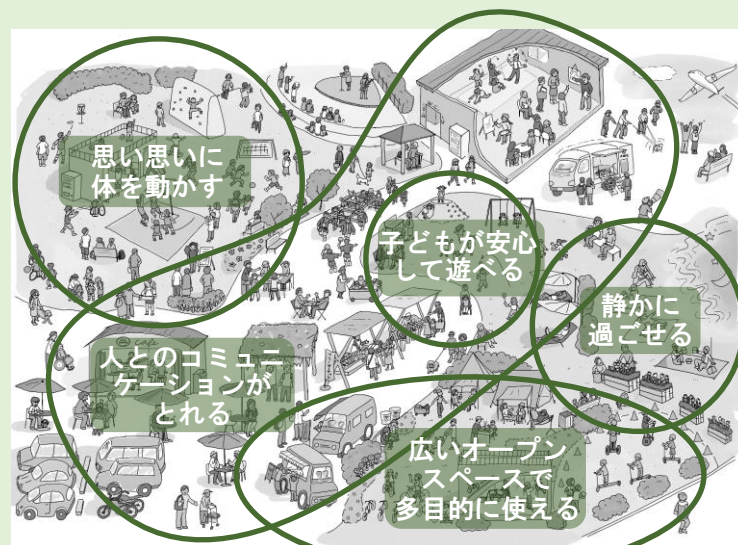 思い思いに
体を動かす
子どもが安心
して遊べる
静かに
過ごせる
Cafe
人とのコミュニ
ケーションが
とれる
広いオープン
スペースで
多目的に使える